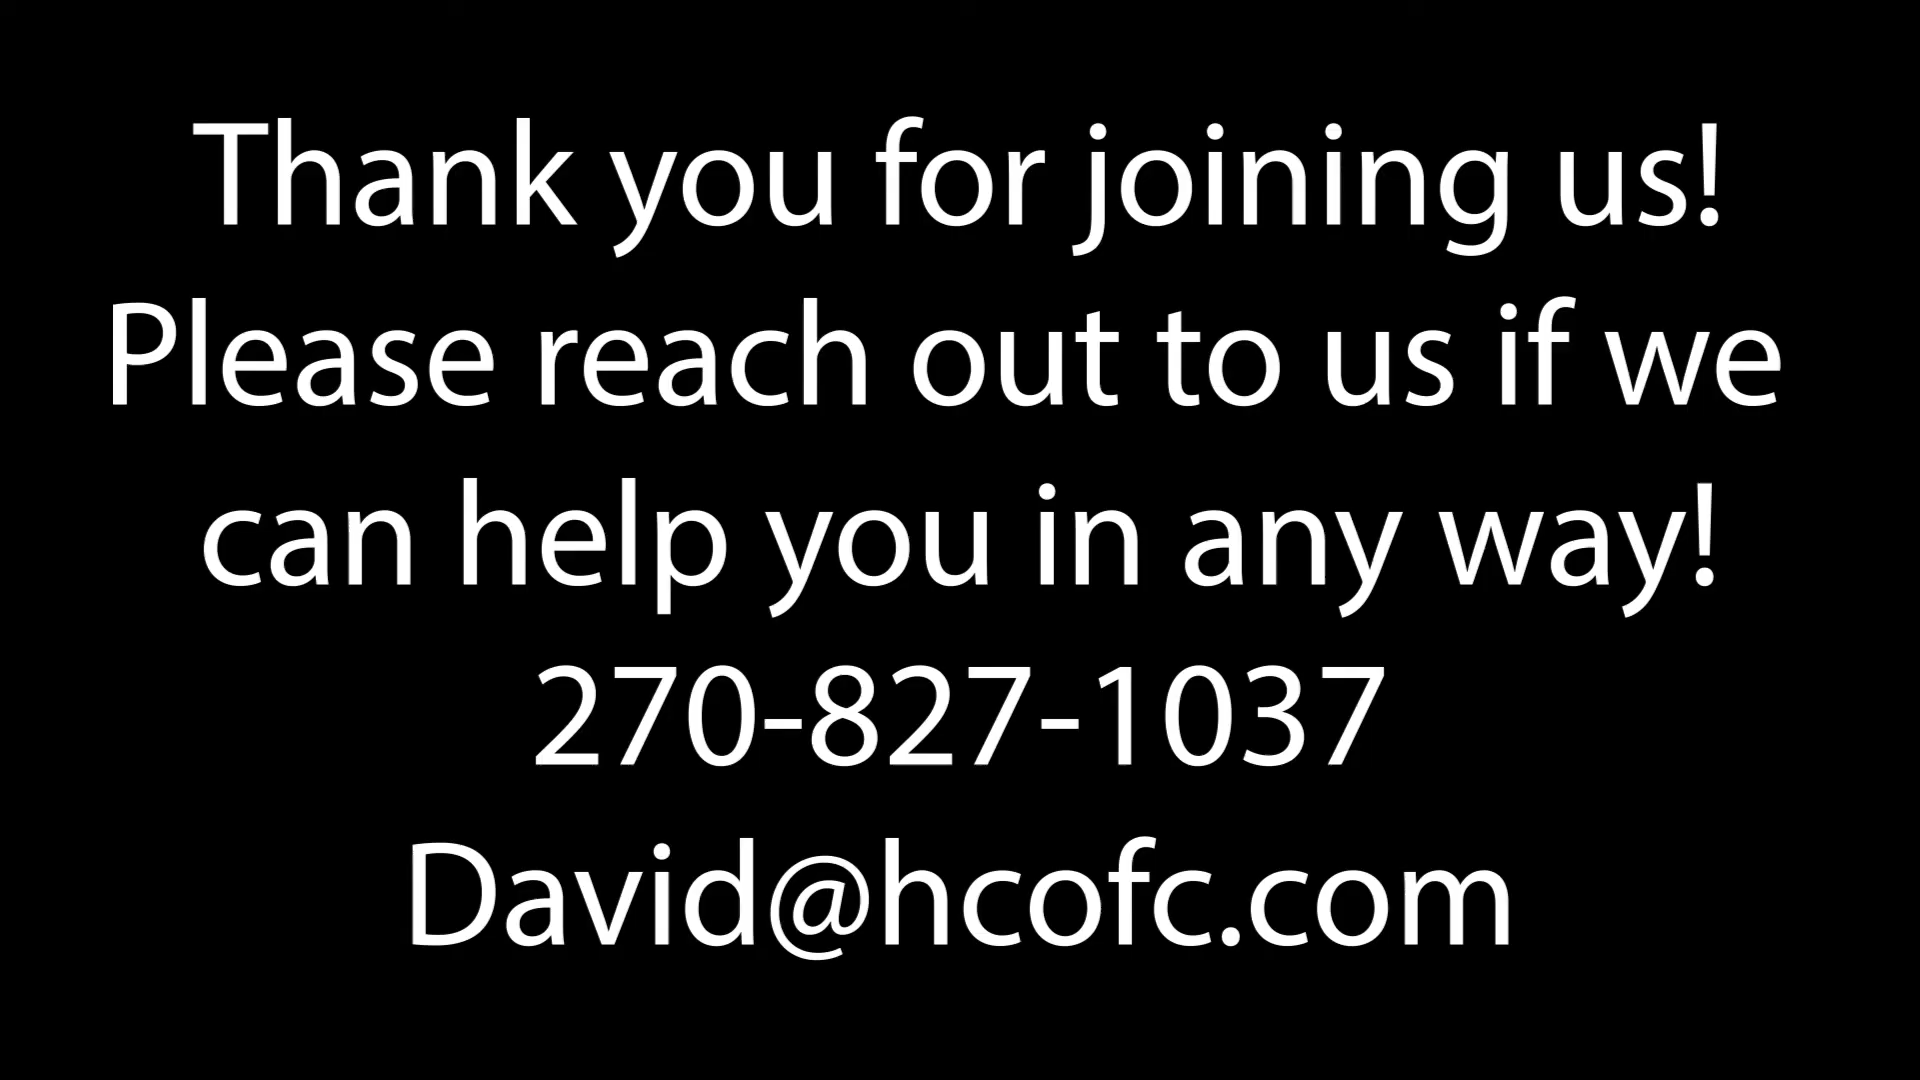 Thank you for joining us!
Please reach out to us if we
can help you in any way!
270-827-1037
David@hcofc.com